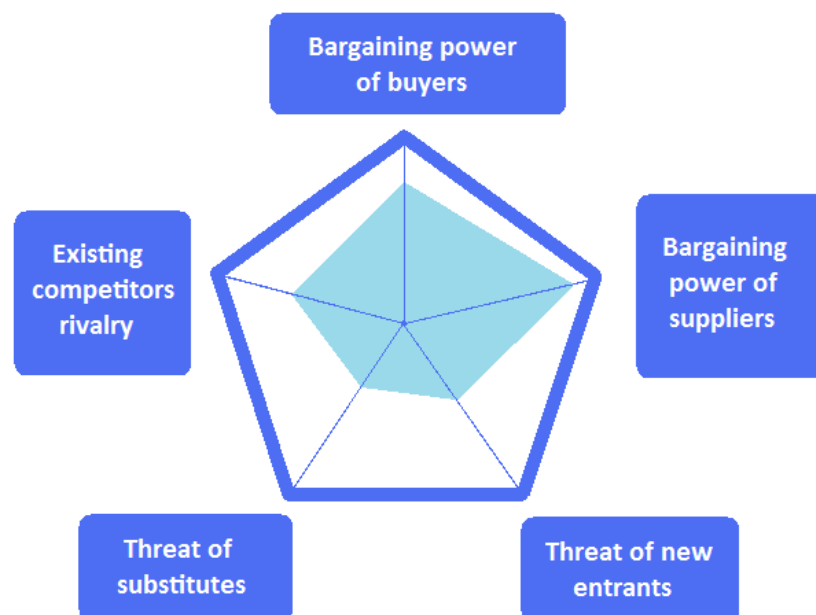 Bargaining power
of buyers
Existing
competitors
rivalry
Bargaining
power of
suppliers
Threat of
substitutes
Threat of new
entrants